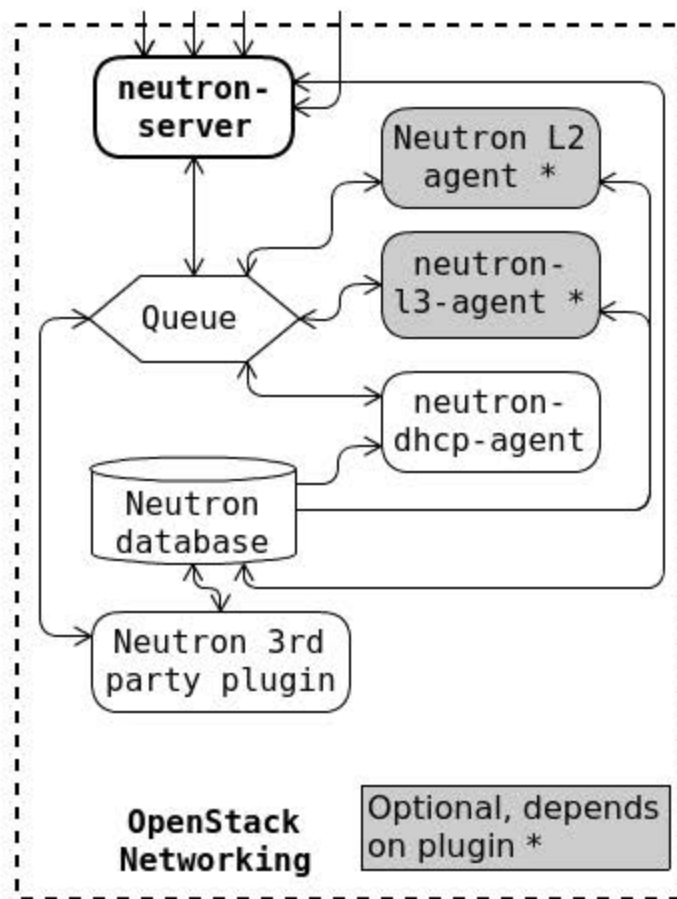 neutron-
server
Neutron L2
agent *
neutron-
l3-agent *
Queue
neutron-
dhcp-agent
Neutron
database
Neutron 3rd
party plugin
OpenStack
Networking
Optional, depends
on plugin *